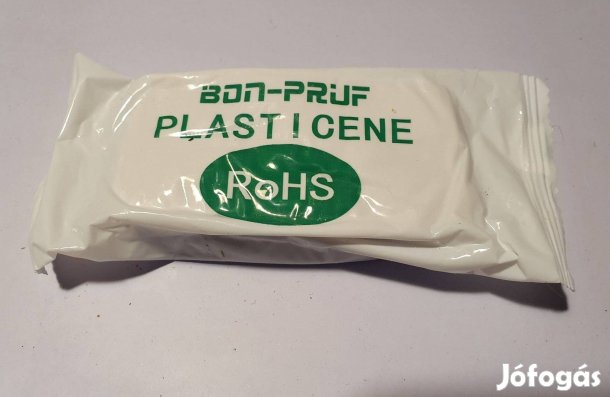 BON-PRUF
PLASTICENE
RoHS
Jófogás